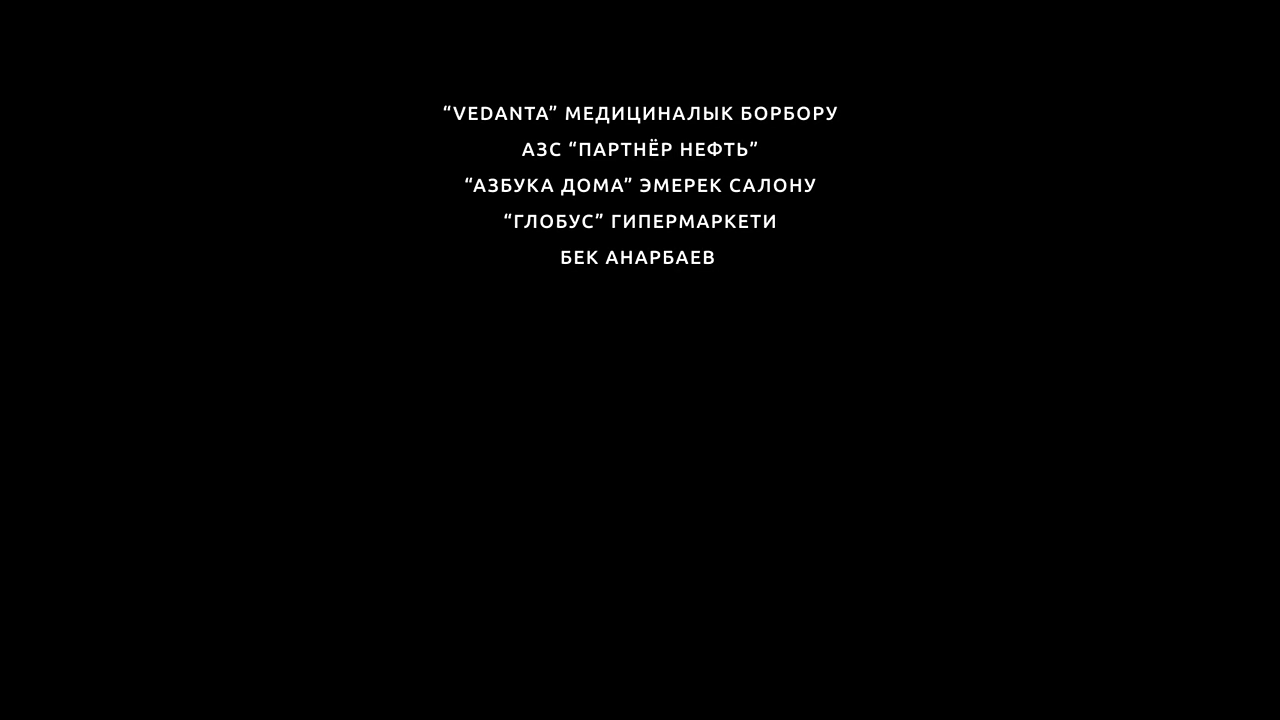 “VEDANTA” МЕДИЦИНАЛЫК БОРБОРУ
АЗС “ПАРТНЁР НЕФТЬ”
“АЗБУКА ДОМА” ЭМЕРЕК САЛОНУ
“ГЛОБУС” ГИПЕРМАРКЕТИ
БЕК АНАРБАЕВ